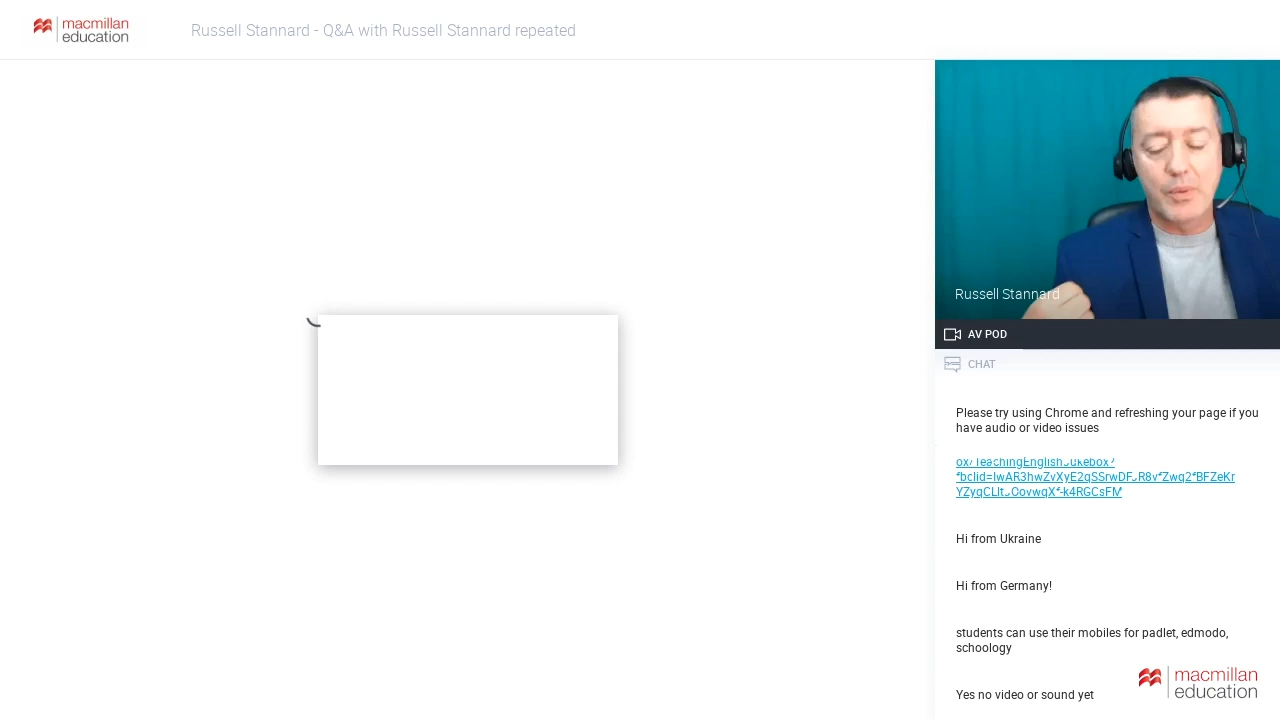 macmillan
education
Russell Stannard - Q&A with Russell Stannard repeated
Russell Stannard
AV POD
CHAT
Please try using Chrome and refreshing your page if you
have audio or video issues
Hi from Ukraine
Hi from Germany!
students can use their mobiles for padlet, edmodo,
schoology
Yes no video or sound yet
macmillan
education